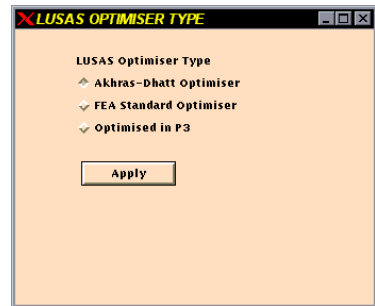 LUSAS OPTIMISER TYPE
LUSAS Optimiser Type
Akhras-Dhatt Optimiser
FEA Standard Optimiser
Optimised in P3
Apply